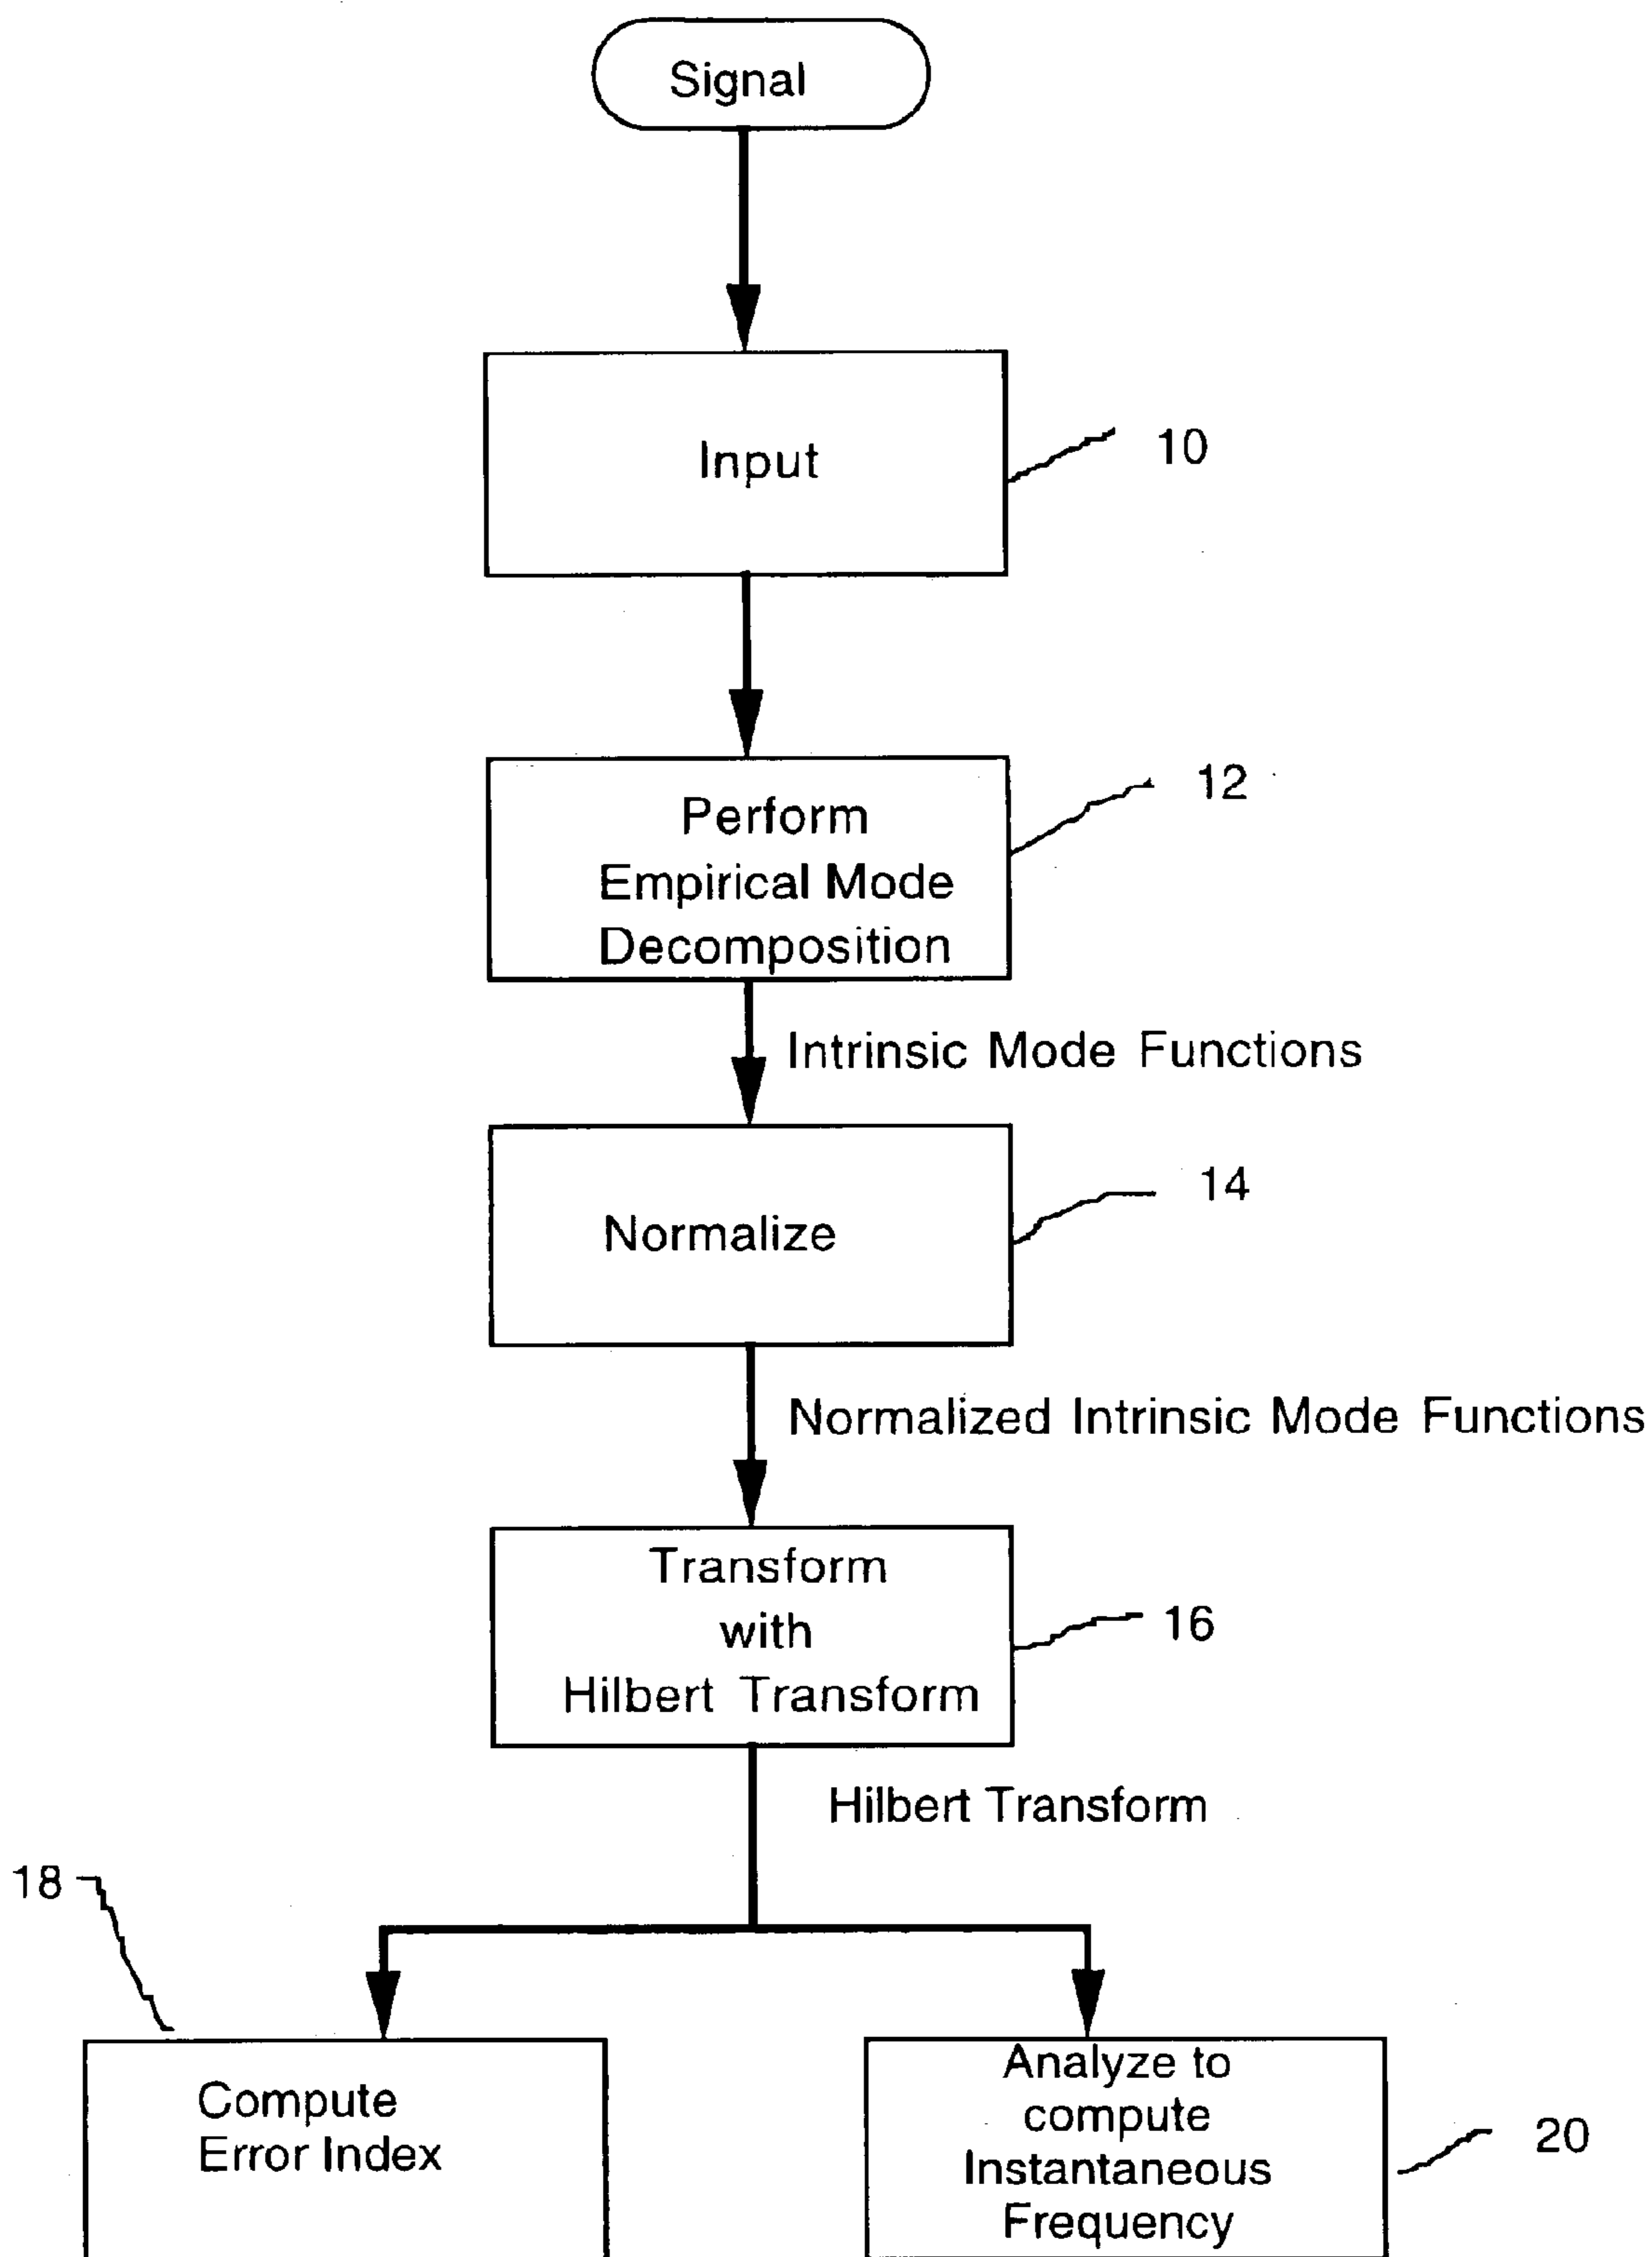 Signal
Input
10
Perform
Empirical Mode
Decomposition
12
Intrinsic Mode Functions
Normalize
14
Normalized Intrinsic Mode Functions
Transform
with
Hilbert Transform
16
Hilbert Transform
18
Compute
Error Index
Analyze to
compute
Instantaneous
Frequency
20